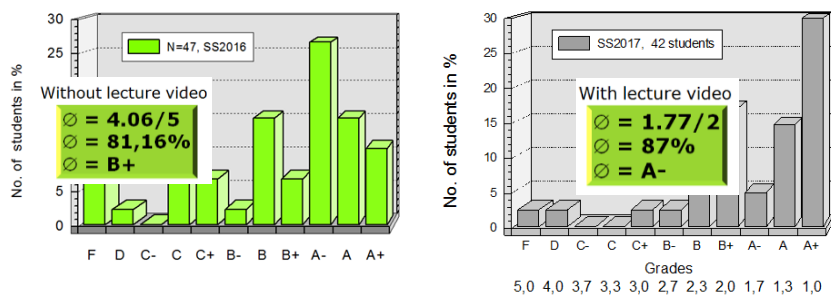 30
25
5
0
No. of students in %
N=47, SS2016
Without lecture video
∅ = 4.06/5
∅ = 81,16%
∅ = B+
F D C- C C+ B- B B+ A- A A+
30
25
20
15
10
5
0
No. of students in %
SS2017, 42 students
With lecture video
∅ = 1.77/2
∅ = 87%
∅ = A-
F D C- C C+ B- B B+ A- A A+
Grades
5,0 4,0 3,7 3,3 3,0 2,7 2,3 2,0 1,7 1,3 1,0